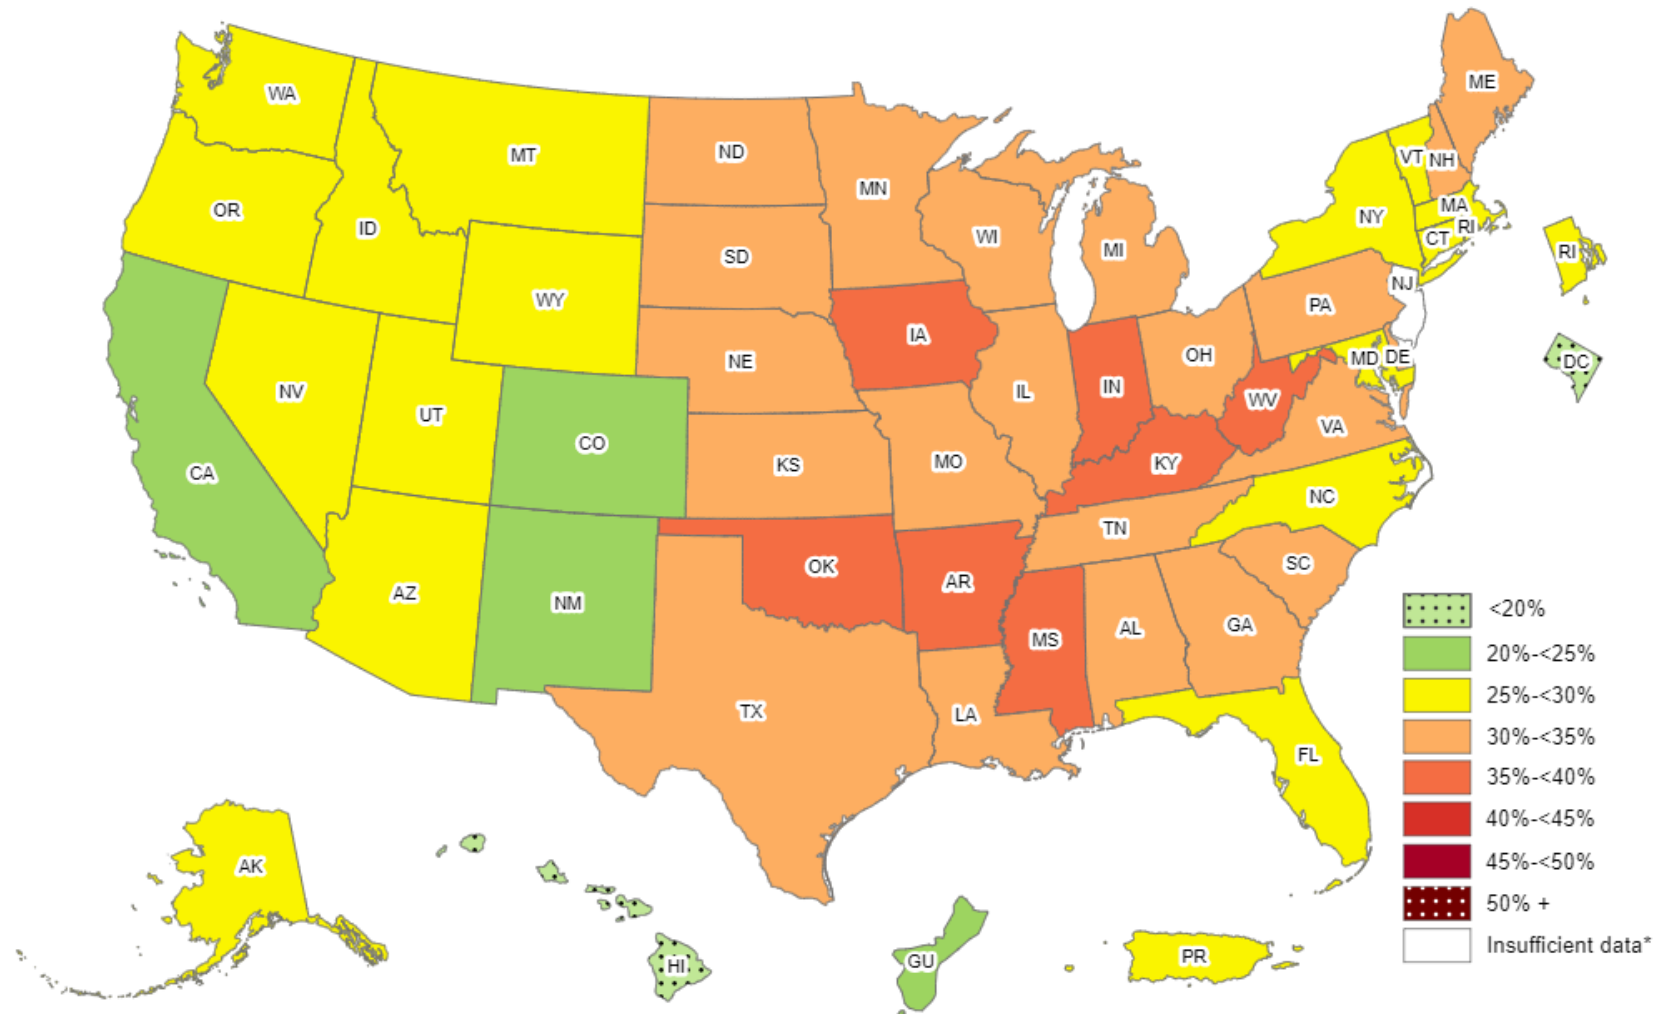 WA
MT
ND
MN
ME
OR
ID
WY
SD
WI
MI
NY
VT
NH
MA
RI
CT
RI
NV
UT
CO
NE
IA
IL
IN
OH
PA
NJ
MD
DE
DC
CA
KS
MO
KY
WV
VA
AZ
NM
OK
AR
TN
NC
SC
TX
LA
MS
AL
GA
FL
AK
HI
GU
PR
<20%
20%-<25%
25%-<30%
30%-<35%
35%-<40%
40%-<45%
45%-<50%
50% +
Insufficient data*